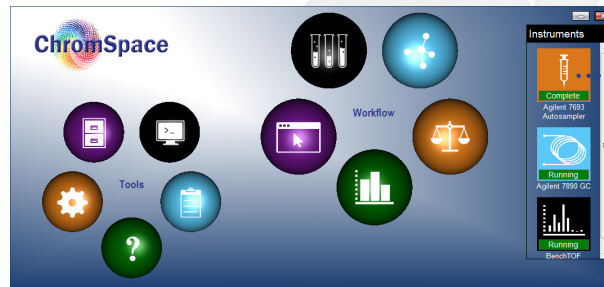 ChromSpace
Workflow
Tools
>_
?
Instruments
Complete
Agilent 7693
Autosampler
Running
Agilent 7890 GC
Running
BenchTOF